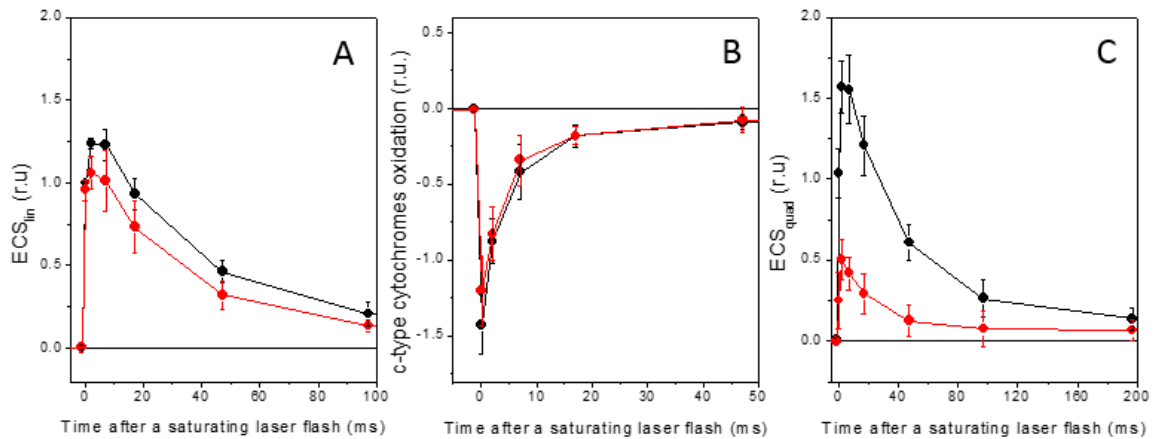 A
ECSlin (r.u)
2.0
1.5
1.0
0.5
0.0
0 20 40 60 80 100
Time after a saturating laser flash (ms)
B
c-type cytochromes oxidation (r.u.)
0.5
0.0
-0.5
-1.0
-1.5
0 10 20 30 40 50
Time after a saturating laser flash (ms)
C
ECSquad (r.u)
2.0
1.5
1.0
0.5
0.0
0 40 80 120 160 200
Time after a saturating laser flash (ms)